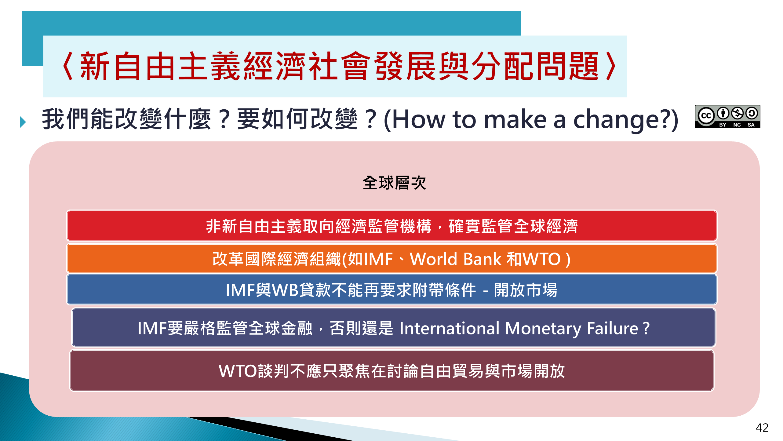 〈新自由主義經濟社會發展與分配問題〉
我們能改變什麼？要如何改變？(How to make a change?)
cc BY NC SA
全球層次
非新自由主義取向經濟監管機構，確實監管全球經濟
改革國際經濟組織(如IMF、World Bank 和WTO )
IMF與WB貸款不能再要求附帶條件－開放市場
IMF要嚴格監管全球金融，否則還是 International Monetary Failure？
WTO談判不應只聚焦在討論自由貿易與市場開放
42